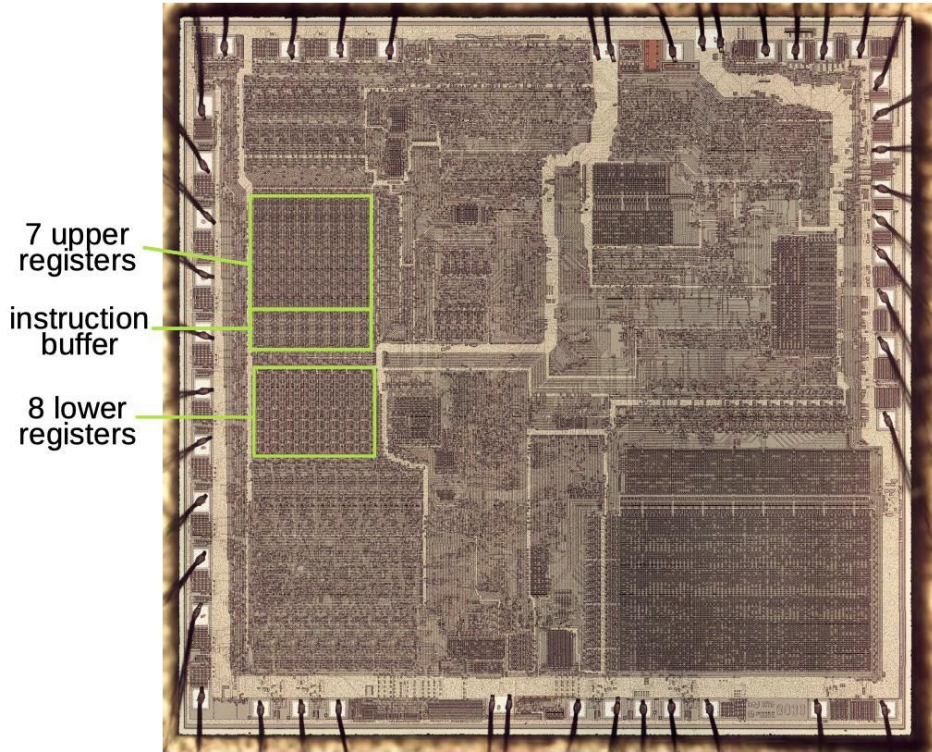 7 upper
registers
instruction
buffer
8 lower
registers